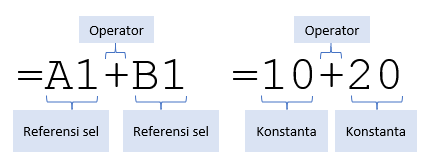 Operator Operator
=A1+B1 =10+20
Referensi sel Referensi sel Konstanta Konstanta